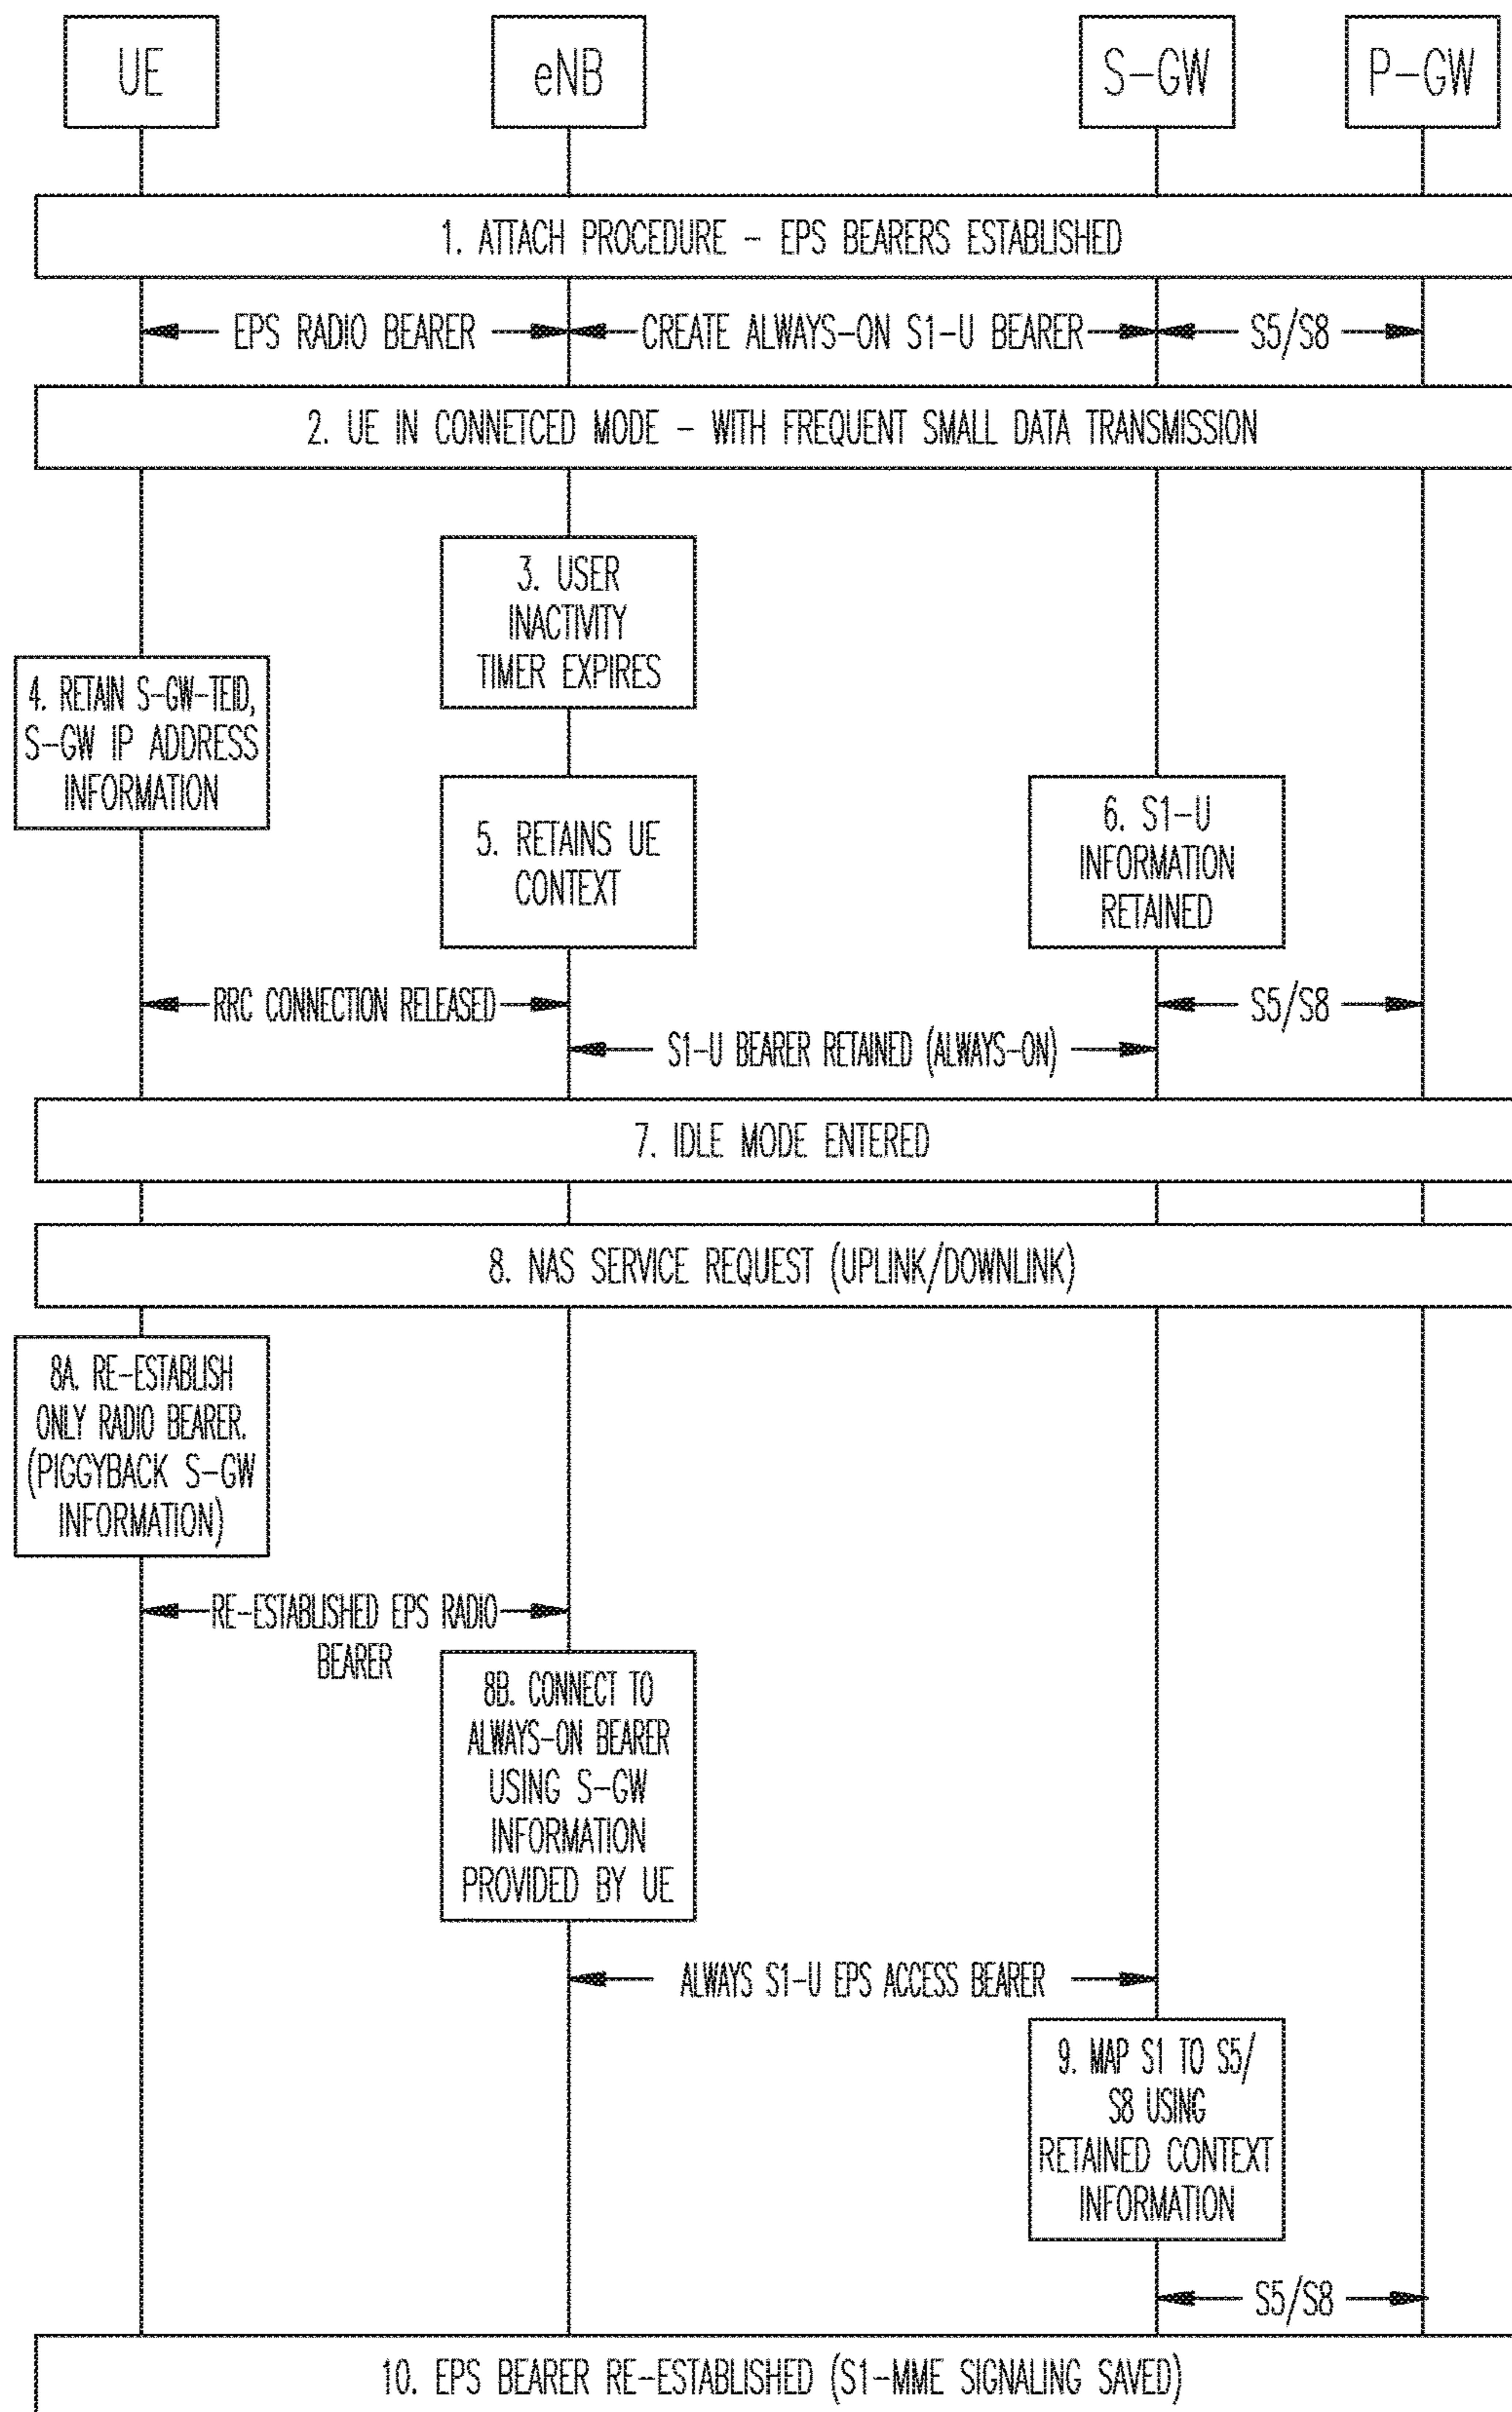 UE
eNB
S-GW
P-GW
1. ATTACH PROCEDURE - EPS BEARERS ESTABLISHED
EPS RADIO BEARER
CREATE ALWAYS-ON S1-U BEARER
S5/S8
2. UE IN CONNETCED MODE - WITH FREQUENT SMALL DATA TRANSMISSION
3. USER
INACTIVITY
TIMER EXPIRES
4. RETAIN S-GW-TEID,
S-GW IP ADDRESS
INFORMATION
5. RETAINS UE
CONTEXT
6. S1-U
INFORMATION
RETAINED
RRC CONNECTION RELEASED
S5/S8
S1-U BEARER RETAINED (ALWAYS-ON)
7. IDLE MODE ENTERED
8. NAS SERVICE REQUEST (UPLINK/DOWNLINK)
8A. RE-ESTABLISH
ONLY RADIO BEARER.
(PIGGYBACK S-GW
INFORMATION)
RE-ESTABLISHED EPS RADIO
BEARER
8B. CONNECT TO
ALWAYS-ON BEARER
USING S-GW
INFORMATION
PROVIDED BY UE
ALWAYS S1-U EPS ACCESS BEARER
9. MAP S1 TO S5/
S8 USING
RETAINED CONTEXT
INFORMATION
S5/S8
10. EPS BEARER RE-ESTABLISHED (S1-MME SIGNALING SAVED)